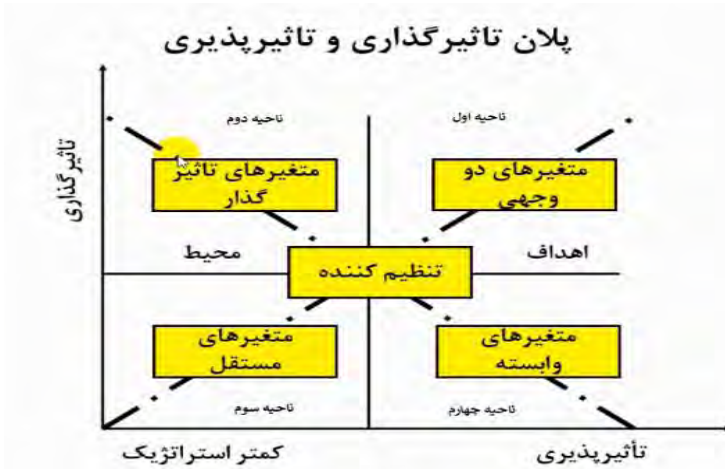 پلان تاثیرگذاری و تاثیرپذیری
ناحیه اول
ناحیه دوم
تاثیرگذاری
متغیرهای دو
وجهی
متغیرهای تاثیر
گذار
اهداف
تنظیم کننده
محیط
متغیرهای
وابسته
متغیرهای
مستقل
ناحیه چهارم
ناحیه سوم
تأثیرپذیری
کمتر استراتژیک